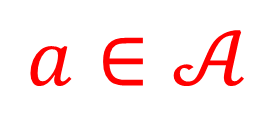 a ∈ 𝒜